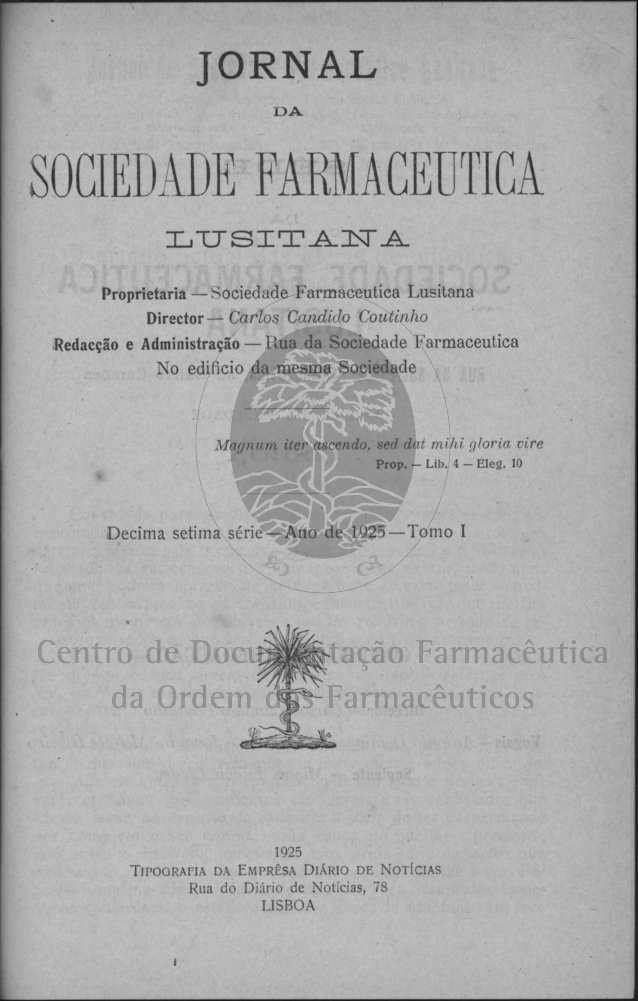 JORNAL
DA
SOCIEDADE FARMACEUTICA
LUSITANA
Proprietaria — Sociedade Farmaceutica Lusitana
Director — Carlos Candido Coutinho
Redacção e Administração — Rua da Sociedade Farmaceutica
No edificio da mesma Sociedade
Magnum iter ascendo, sed dat mihi gloria vire
Prop. — Lib. 4 — Eleg. 10
Decima setima série — Ano de 1925 — Tomo I
Centro de Documentação Farmacêutica
da Ordem dos Farmacêuticos
1925
TIPOGRAFIA DA EMPRÊSA DIÁRIO DE NOTÍCIAS
Rua do Diário de Notícias, 78
LISBOA